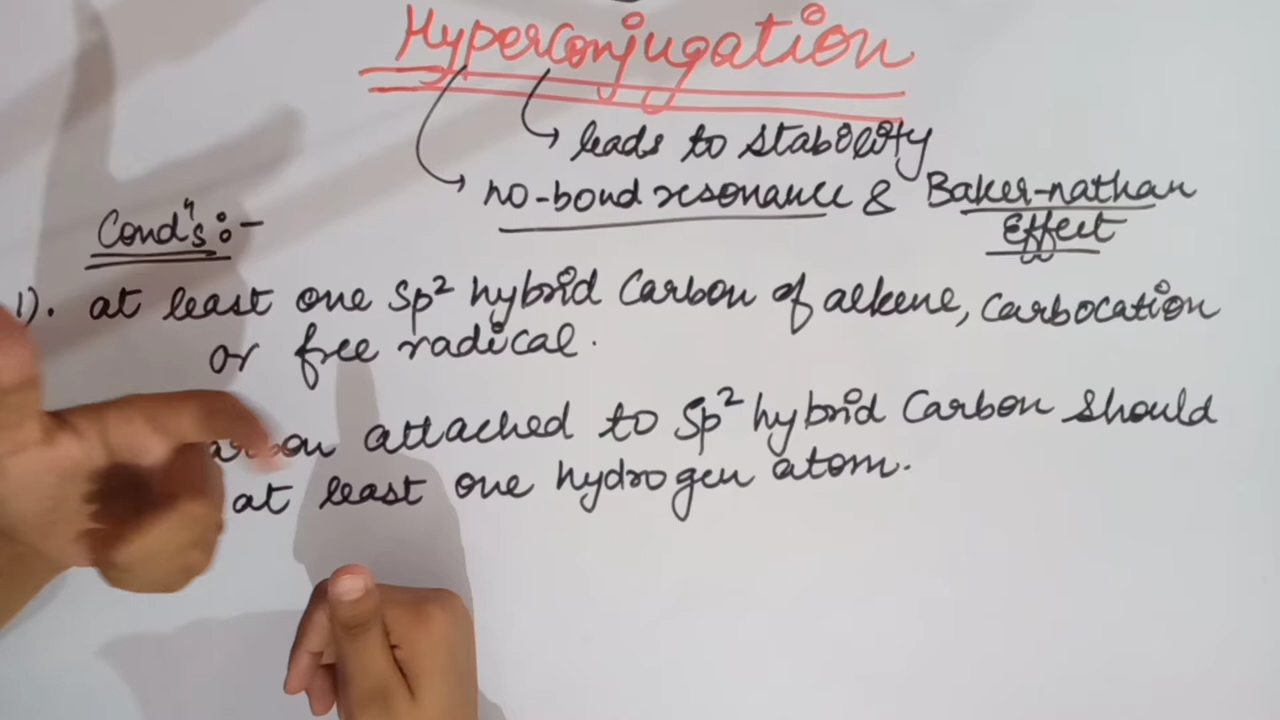 Hyperconjugation
leads to stability
no-bond resonance & Baker-nathan
Effect
Condⁿs :-
1). at least one sp² hybrid Carbon of alkene, Carbocation
or free radical.
attached to sp² hybrid Carbon should
at least one hydrogen atom.